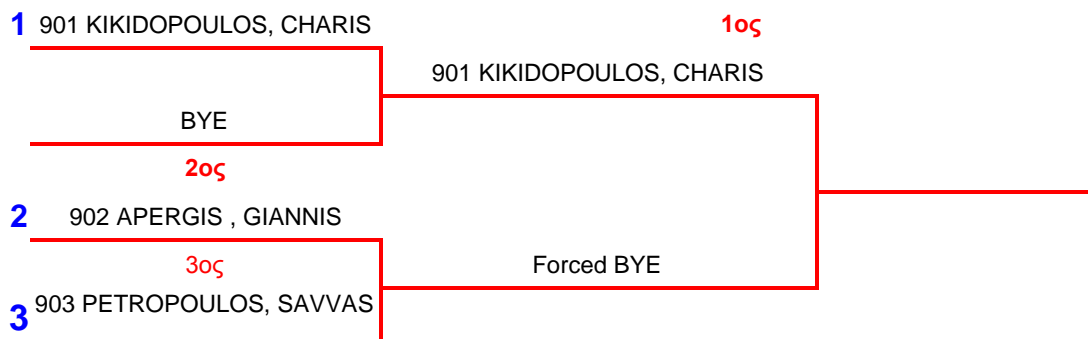 1 901 KIKIDOPOULOS, CHARIS
1ος
901 KIKIDOPOULOS, CHARIS
BYE
2ος
2 902 APERGIS , GIANNIS
3ος
Forced BYE
3 903 PETROPOULOS, SAVVAS